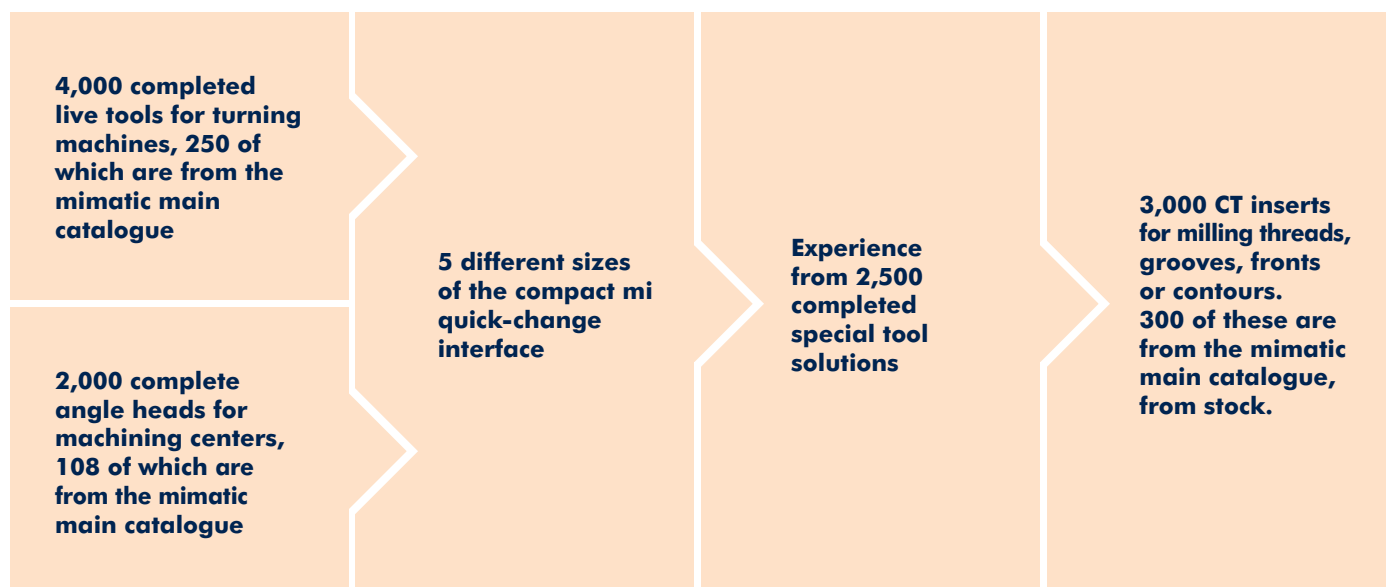 4,000 completed
live tools for turning
machines, 250 of
which are from the
mimatic main
catalogue
2,000 complete
angle heads for
machining centers,
108 of which are
from the mimatic
main catalogue
5 different sizes
of the compact mi
quick-change
interface
Experience
from 2,500
completed
special tool
solutions
3,000 CT inserts
for milling threads,
grooves, fronts
or contours.
300 of these are
from the mimatic
main catalogue,
from stock.